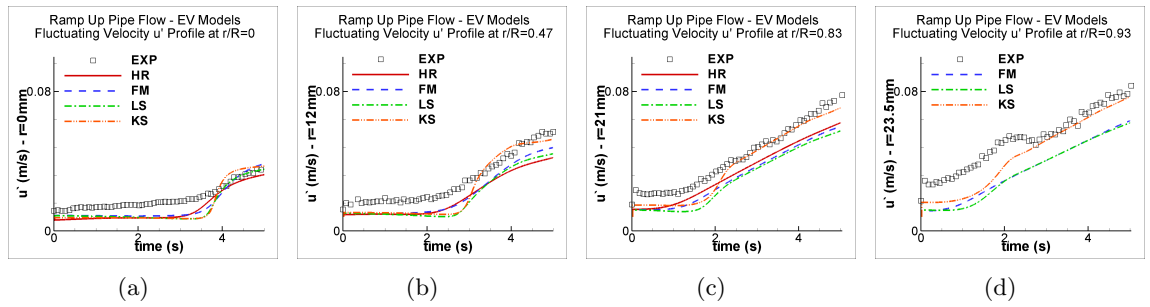 Ramp Up Pipe Flow - EV Models
Fluctuating Velocity u' Profile at r/R=0
EXP
HR
FM
LS
KS
0.08
0
u` (m/s) - r=0mm
0 2 4
time (s)
(a)
Ramp Up Pipe Flow - EV Models
Fluctuating Velocity u' Profile at r/R=0.47
EXP
HR
FM
LS
KS
0.08
0
u` (m/s) - r=12mm
0 2 4
time (s)
(b)
Ramp Up Pipe Flow - EV Models
Fluctuating Velocity u' Profile at r/R=0.83
EXP
HR
FM
LS
KS
0.08
0
u` (m/s) - r=21mm
0 2 4
time (s)
(c)
Ramp Up Pipe Flow - EV Models
Fluctuating Velocity u' Profile at r/R=0.93
EXP
FM
LS
KS
0.08
0
u` (m/s) - r=23.5mm
0 2 4
time (s)
(d)